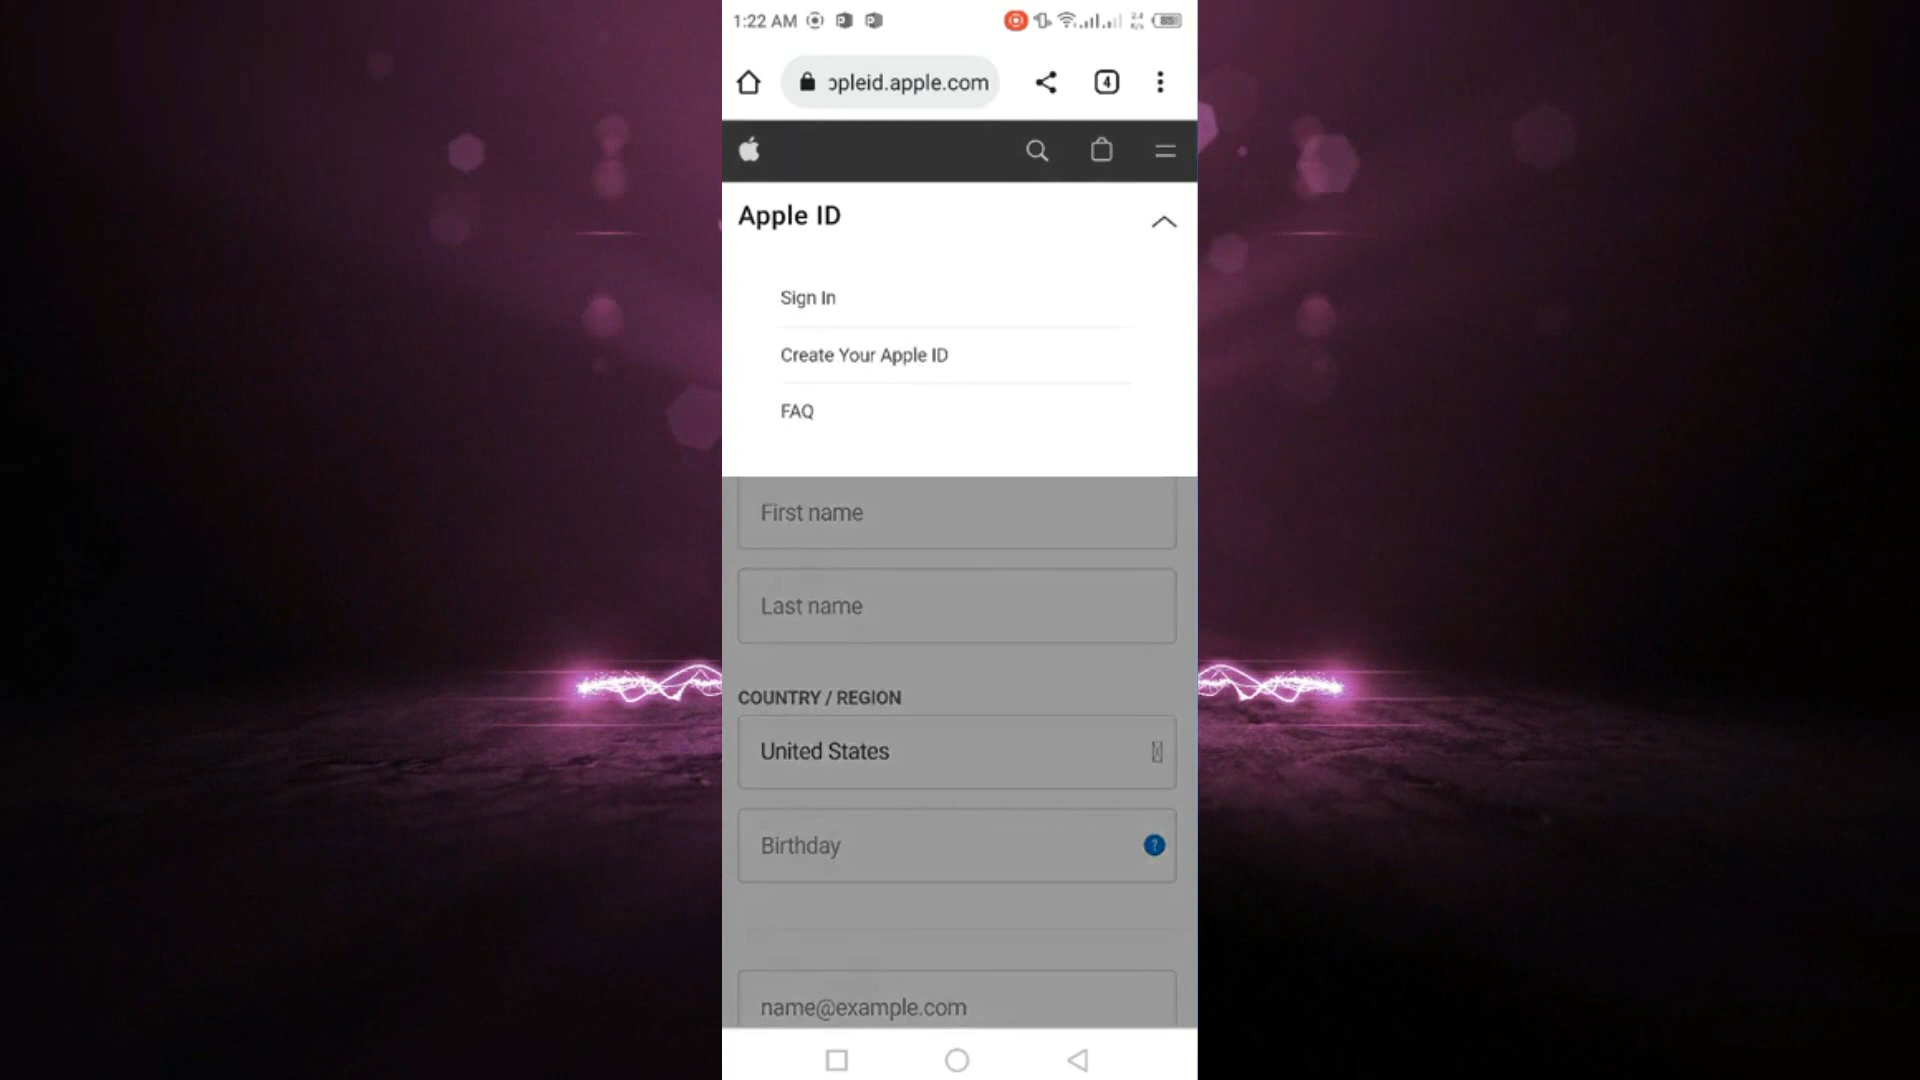 1:22 AM
ppleid.apple.com
4
Apple ID
Sign In
Create Your Apple ID
FAQ
First name
Last name
COUNTRY / REGION
United States
Birthday
?
name@example.com